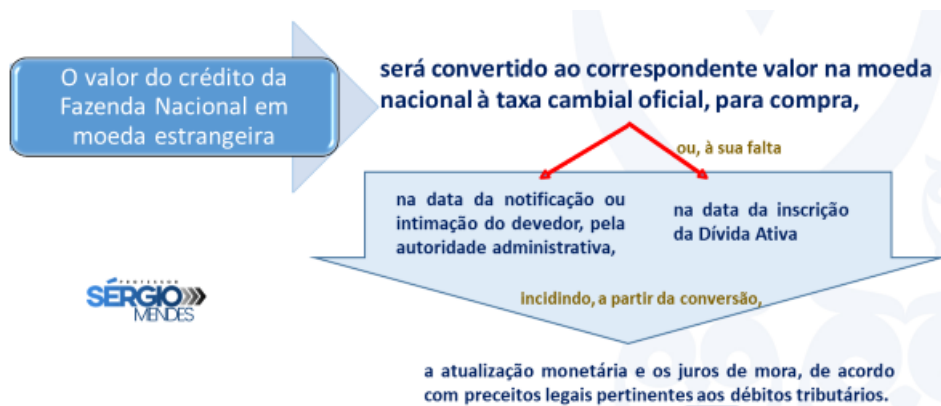 O valor do crédito da
Fazenda Nacional em
moeda estrangeira
será convertido ao correspondente valor na moeda
nacional à taxa cambial oficial, para compra,
ou, à sua falta
na data da notificação ou
intimação do devedor, pela
autoridade administrativa,
na data da inscrição
da Dívida Ativa
incidindo, a partir da conversão,
a atualização monetária e os juros de mora, de acordo
com preceitos legais pertinentes aos débitos tributários.
PROFESSOR
SÉRGIO
MENDES